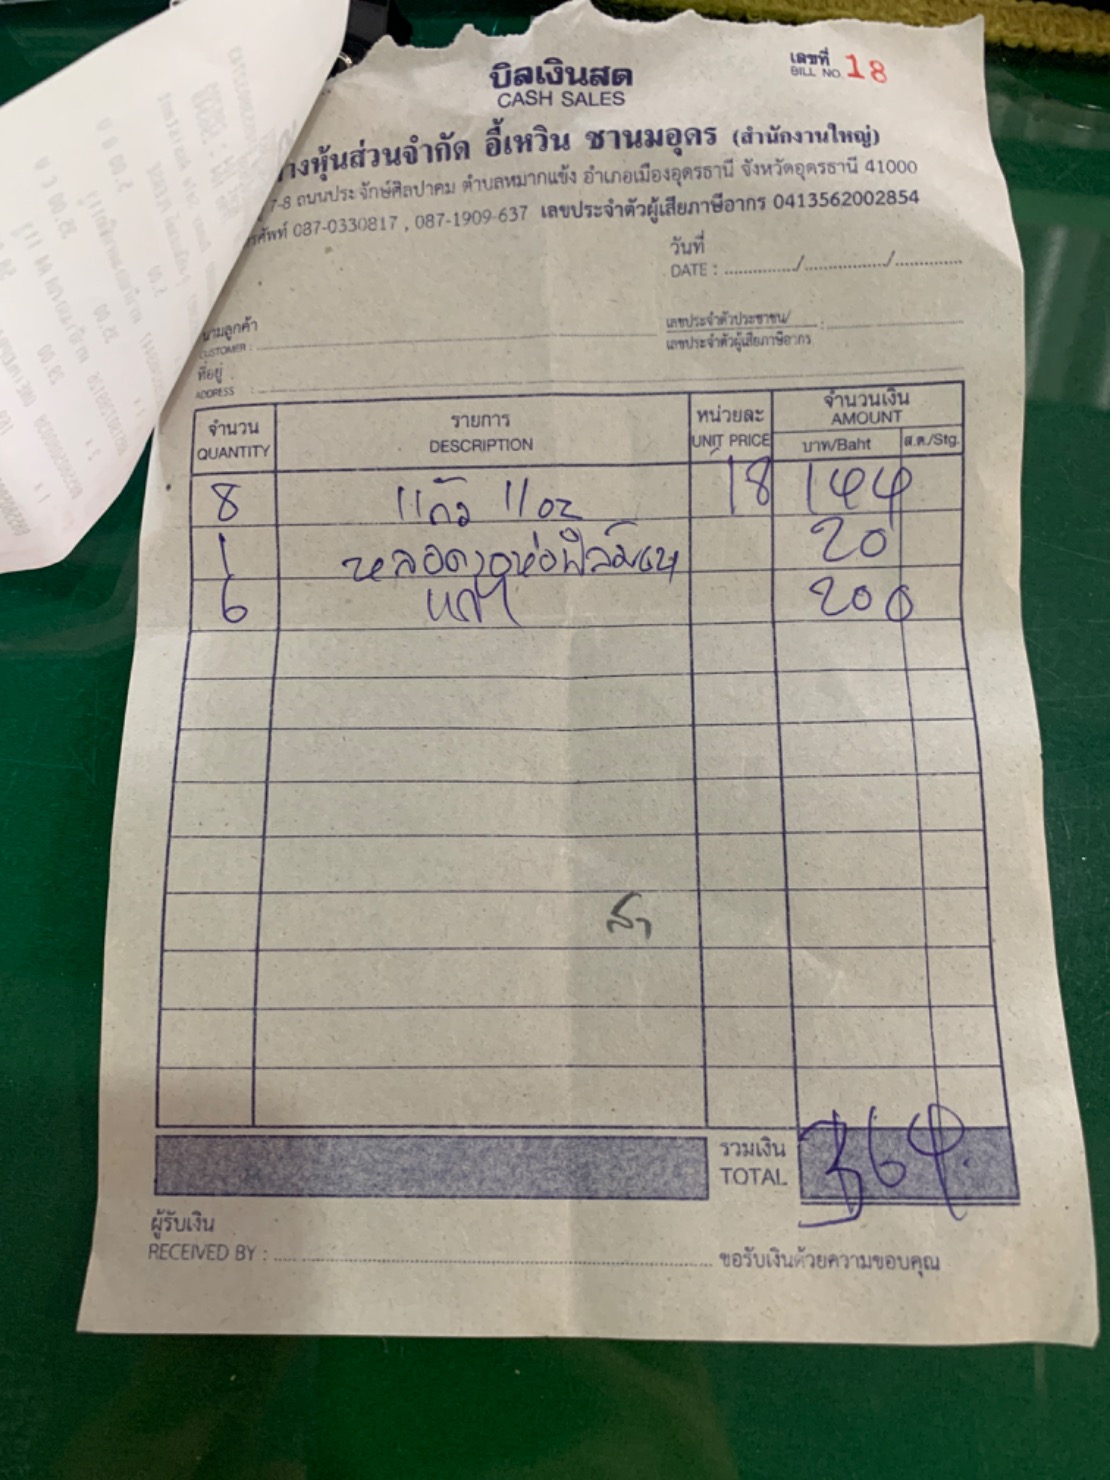 บิลเงินสด
CASH SALES
เลขที่
BILL NO. 18
างหุ้นส่วนจำกัด อี้เหวิน ชานมอุดร (สำนักงานใหญ่)
7-8 ถนนประจักษ์ศิลปาคม ตำบลหมากแข้ง อำเภอเมืองอุดรธานี จังหวัดอุดรธานี 41000
รศัพท์ 087-0330817 , 087-1909-637 เลขประจำตัวผู้เสียภาษีอากร 0413562002854
วันที่
DATE : ............/............/............
นามลูกค้า
CUSTOMER :
เลขประจำตัวประชาชน/ :
เลขประจำตัวผู้เสียภาษีอากร
ที่อยู่
ADDRESS :
จำนวน รายการ หน่วยละ จำนวนเงิน
QUANTITY DESCRIPTION UNIT PRICE AMOUNT
บาท/Baht ส.ต./Stg.
8 แก้ว 11oz 18 144
1 20
6 200
รวมเงิน
TOTAL 364.
ผู้รับเงิน
RECEIVED BY : ............ ขอรับเงินด้วยความขอบคุณ